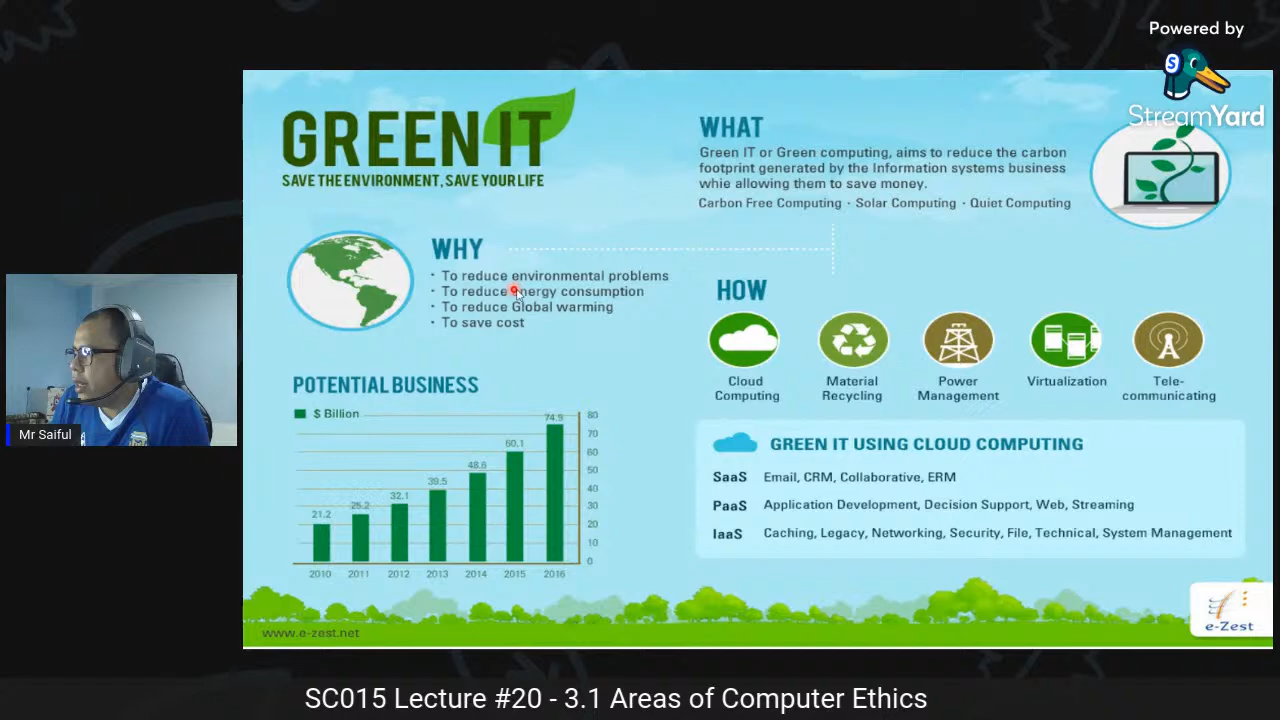 Powered by
StreamYard
GREEN IT
SAVE THE ENVIRONMENT, SAVE YOUR LIFE
WHAT
Green IT or Green computing, aims to reduce the carbon
footprint generated by the Information systems business
whie allowing them to save money.
Carbon Free Computing · Solar Computing · Quiet Computing
WHY
· To reduce environmental problems
· To reduce energy consumption
· To reduce Global warming
· To save cost
HOW
Cloud
Computing
Material
Recycling
Power
Management
Virtualization
Tele-
communicating
POTENTIAL BUSINESS
$ Billion
21.2
25.2
32.1
39.5
48.6
60.1
74.9
80
70
60
50
40
30
20
10
0
2010 2011 2012 2013 2014 2015 2016
GREEN IT USING CLOUD COMPUTING
SaaS Email, CRM, Collaborative, ERM
PaaS Application Development, Decision Support, Web, Streaming
IaaS Caching, Legacy, Networking, Security, File, Technical, System Management
www.e-zest.net
e-Zest
Mr Saiful
SC015 Lecture #20 - 3.1 Areas of Computer Ethics